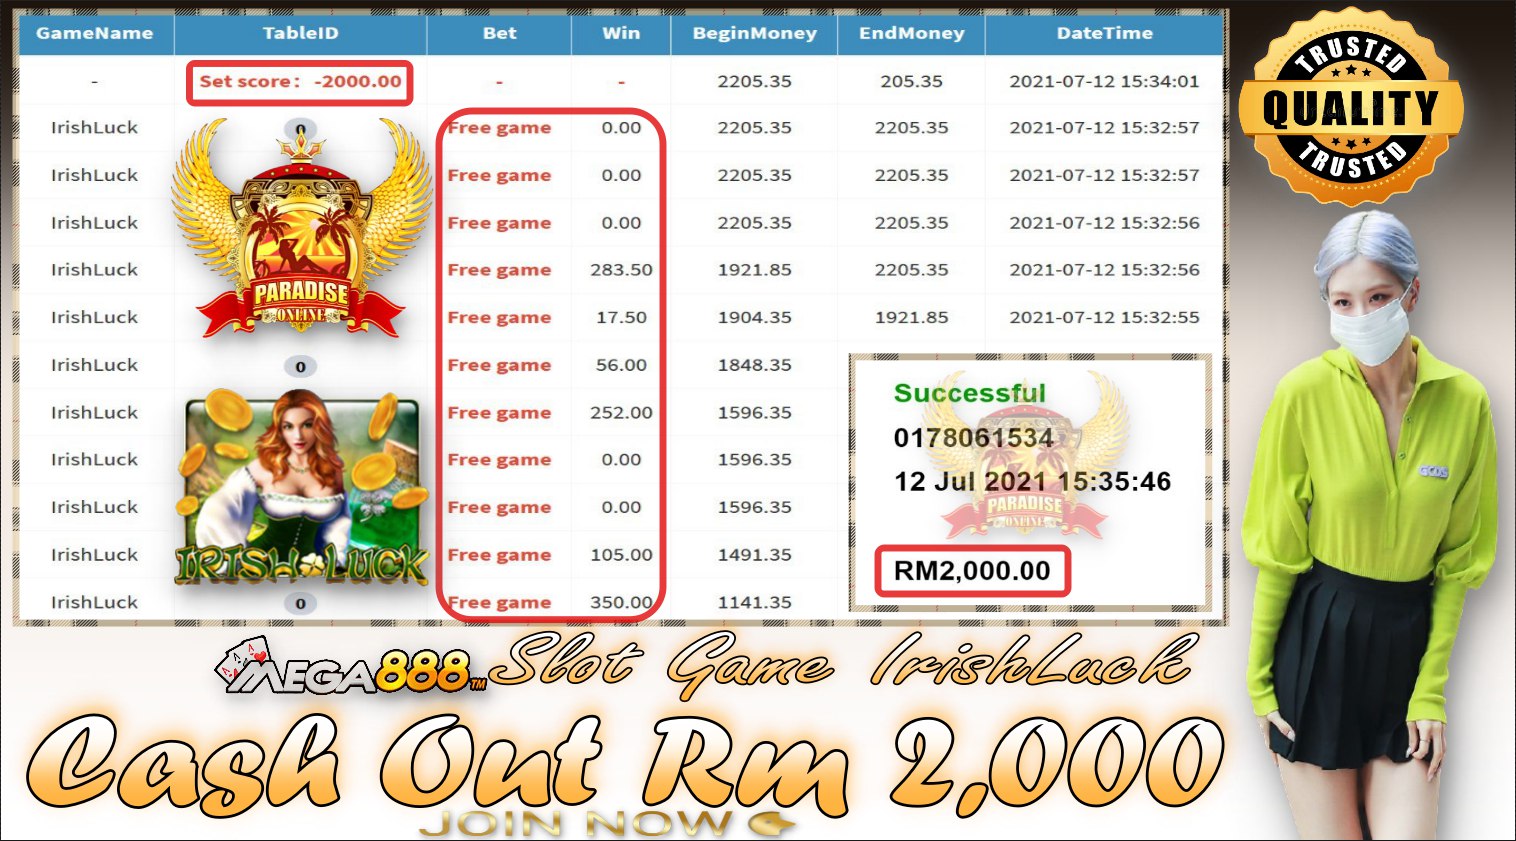 GameName TableID Bet Win BeginMoney EndMoney DateTime
- Set score: -2000.00 - - 2205.35 205.35 2021-07-12 15:34:01
IrishLuck 0 Free game 0.00 2205.35 2205.35 2021-07-12 15:32:57
IrishLuck Free game 0.00 2205.35 2205.35 2021-07-12 15:32:57
IrishLuck Free game 0.00 2205.35 2205.35 2021-07-12 15:32:56
IrishLuck Free game 283.50 1921.85 2205.35 2021-07-12 15:32:56
IrishLuck Free game 17.50 1904.35 1921.85 2021-07-12 15:32:55
IrishLuck 0 Free game 56.00 1848.35
IrishLuck Free game 252.00 1596.35
IrishLuck Free game 0.00 1596.35
IrishLuck Free game 0.00 1596.35
IrishLuck Free game 105.00 1491.35
IrishLuck 0 Free game 350.00 1141.35
PARADISE
ONLINE
IRISH LUCK
Successful
0178061534
12 Jul 2021 15:35:46
PARADISE
ONLINE
RM2,000.00
TRUSTED
QUALITY
TRUSTED
GCDS
MEGA888™ Slot Game IrishLuck
Cash Out Rm 2,000
JOIN NOW